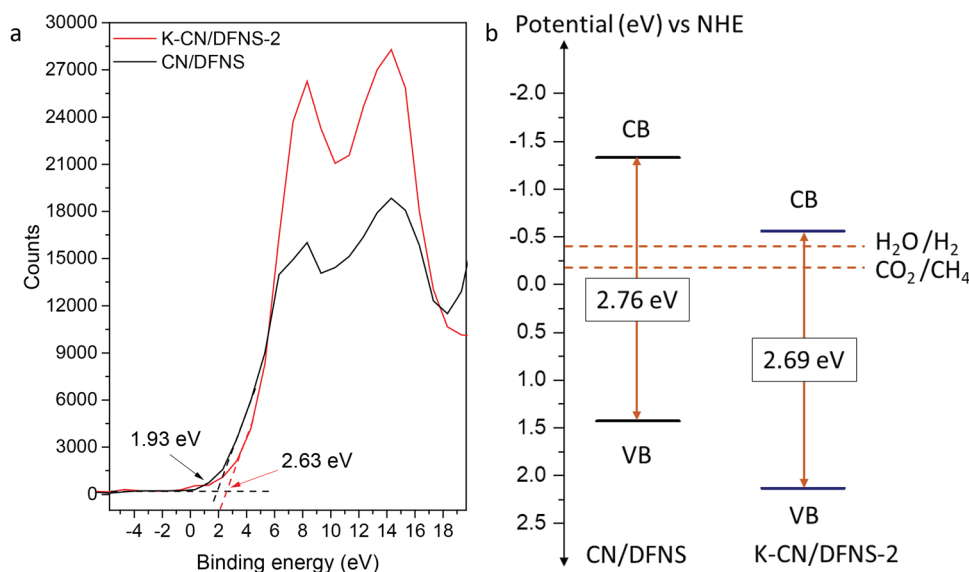 a
30000
27000
24000
21000
18000
15000
12000
9000
6000
3000
0
Counts
K-CN/DFNS-2
CN/DFNS
1.93 eV
2.63 eV
-4 -2 0 2 4 6 8 10 12 14 16 18
Binding energy (eV)
b
Potential (eV) vs NHE
-2.0
-1.5
-1.0
-0.5
0.0
0.5
1.0
1.5
2.0
2.5
CB
2.76 eV
VB
CN/DFNS
CB
2.69 eV
VB
K-CN/DFNS-2
H₂O/H₂
CO₂/CH₄